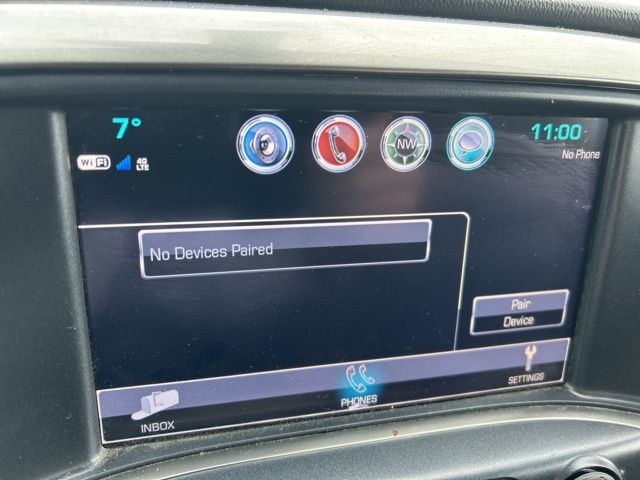 7°
WiFi 4G LTE
NW
11:00
No Phone
No Devices Paired
Pair
Device
INBOX
PHONES
SETTINGS